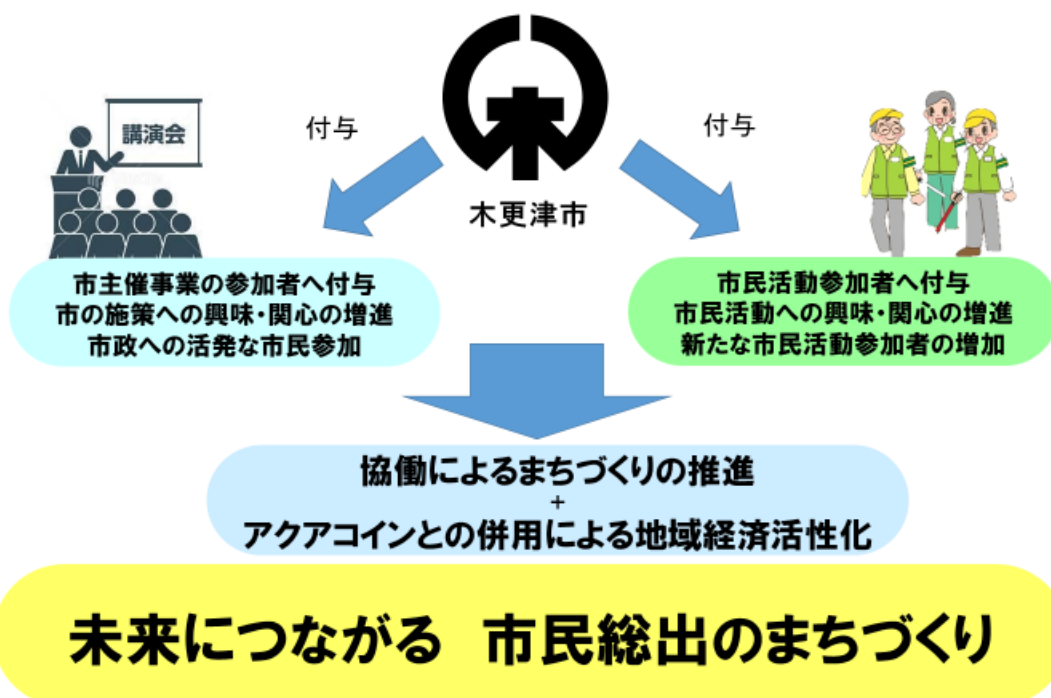 講演会
付与
付与
木更津市
市主催事業の参加者へ付与
市の施策への興味・関心の増進
市政への活発な市民参加
市民活動参加者へ付与
市民活動への興味・関心の増進
新たな市民活動参加者の増加
協働によるまちづくりの推進
+
アクアコインとの併用による地域経済活性化
未来につながる 市民総出のまちづくり